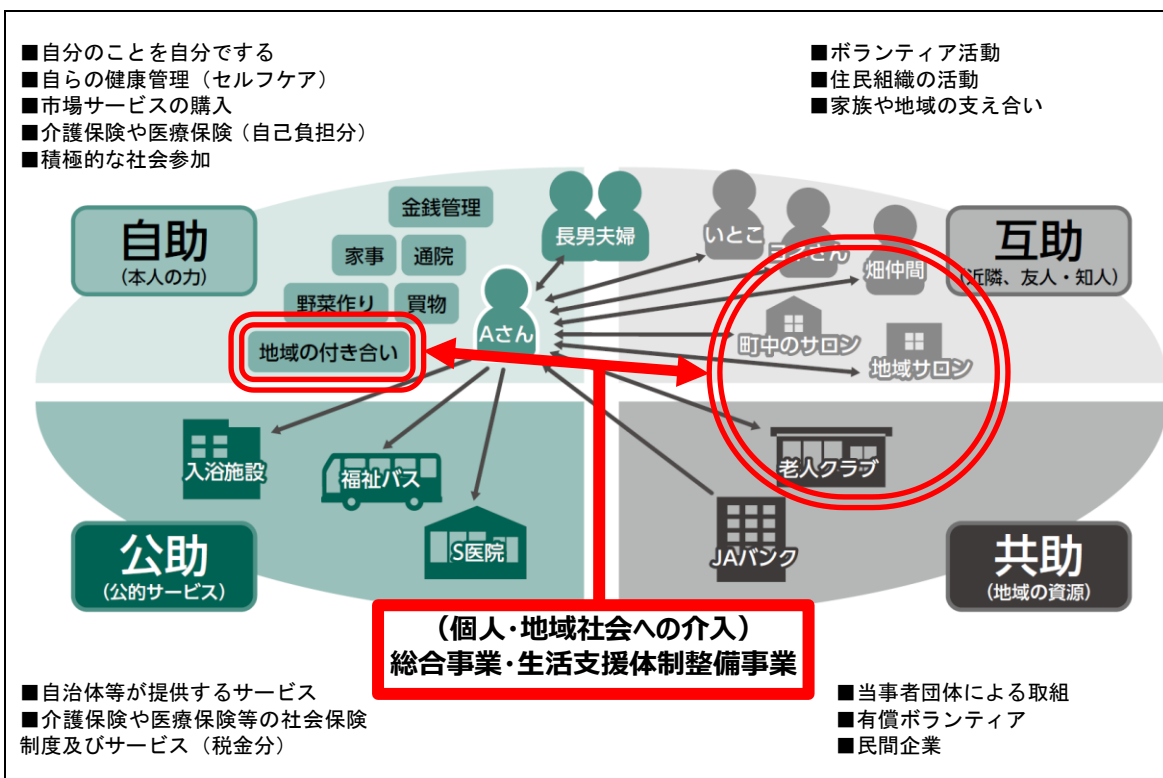 ■自分のことを自分でする
■自らの健康管理（セルフケア）
■市場サービスの購入
■介護保険や医療保険（自己負担分）
■積極的な社会参加
■ボランティア活動
■住民組織の活動
■家族や地域の支え合い
自助
（本人の力）
金銭管理
家事
通院
野菜作り
買物
地域の付き合い
長男夫婦
Aさん
いとこ
さん
畑仲間
町中のサロン
地域サロン
互助
（近隣、友人・知人）
入浴施設
福祉バス
S医院
公助
（公的サービス）
老人クラブ
JAバンク
共助
（地域の資源）
（個人・地域社会への介入）
総合事業・生活支援体制整備事業
■自治体等が提供するサービス
■介護保険や医療保険等の社会保険
制度及びサービス（税金分）
■当事者団体による取組
■有償ボランティア
■民間企業